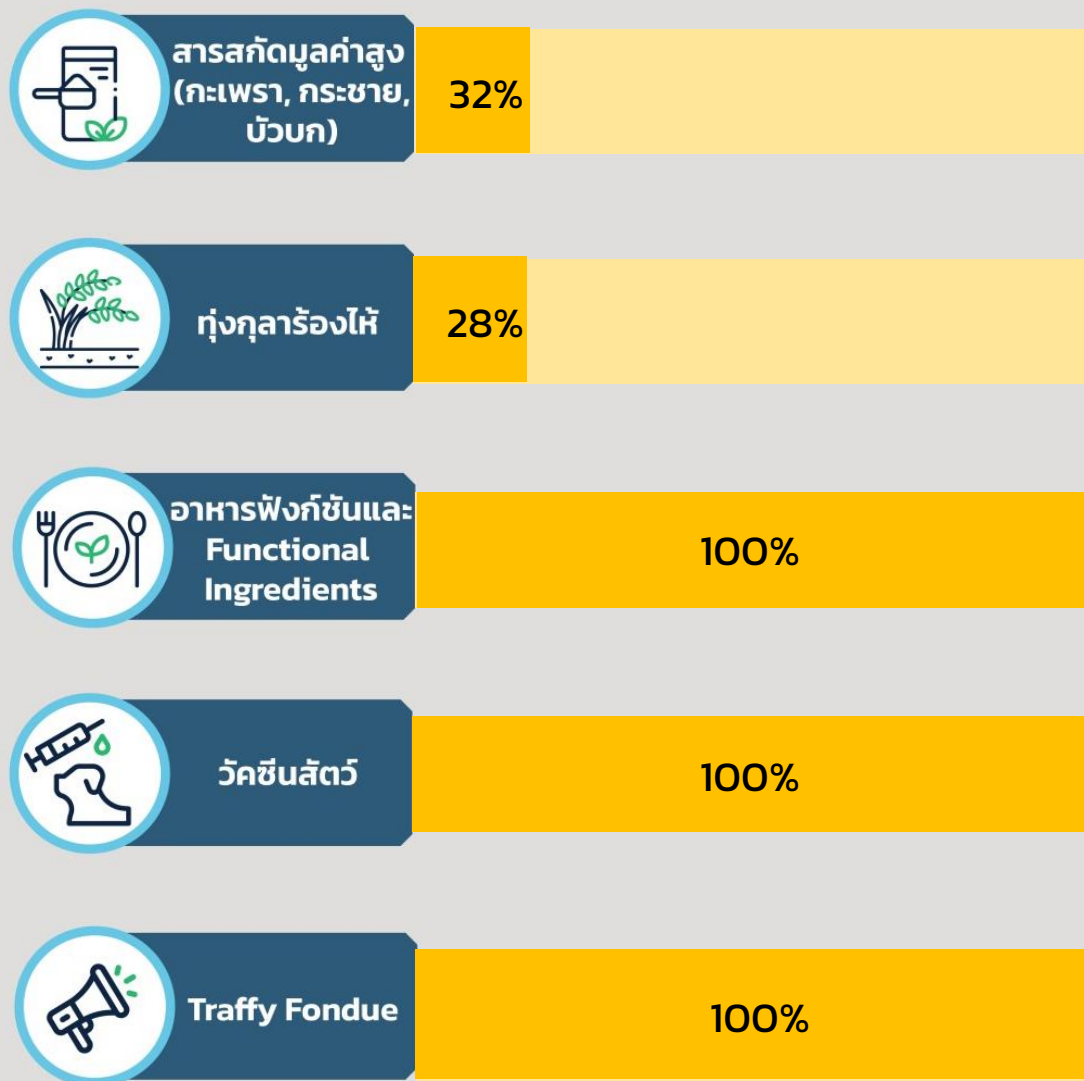 สารสกัดมูลค่าสูง
(กะเพรา, กระชาย,
บัวบก)
32%
ทุ่งกุลาร้องไห้
28%
อาหารฟังก์ชันและ
Functional
Ingredients
100%
วัคซีนสัตว์
100%
Traffy Fondue
100%